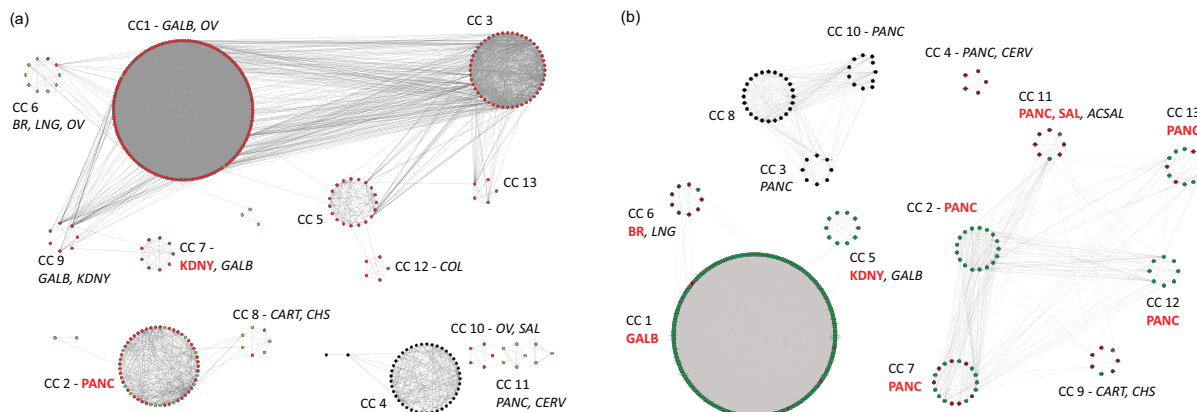 (a)
CC1 - GALB, OV
CC 3
CC 6
BR, LNG, OV
CC 13
CC 5
CC 9
GALB, KDNY
CC 7 -
KDNY, GALB
CC 12 - COL
CC 8 - CART, CHS
CC 10 - OV, SAL
CC 2 - PANC
CC 4
CC 11
PANC, CERV
(b)
CC 10 - PANC
CC 4 - PANC, CERV
CC 8
CC 11
PANC, SAL, ACSAL
CC 13
PANC
CC 3
PANC
CC 2 - PANC
CC 6
BR, LNG
CC 5
KDNY, GALB
CC 12
PANC
CC 1
GALB
CC 7
PANC
CC 9 - CART, CHS